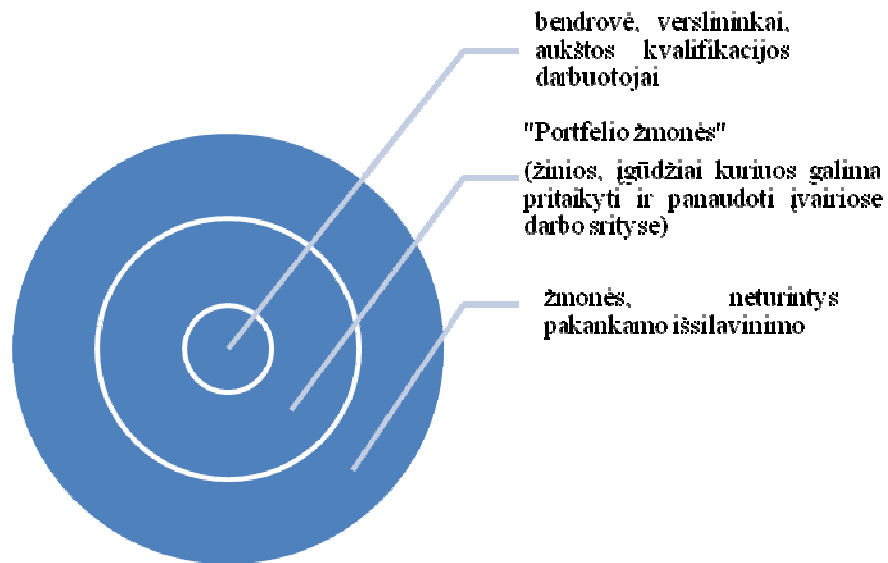 bendrovė, verslininkai,
aukštos kvalifikacijos
darbuotojai
"Portfelio žmonės"
(žinios, įgūdžiai kuriuos galima
pritaikyti ir panaudoti įvairiose
darbo srityse)
žmonės, neturintys
pakankamo išsilavinimo